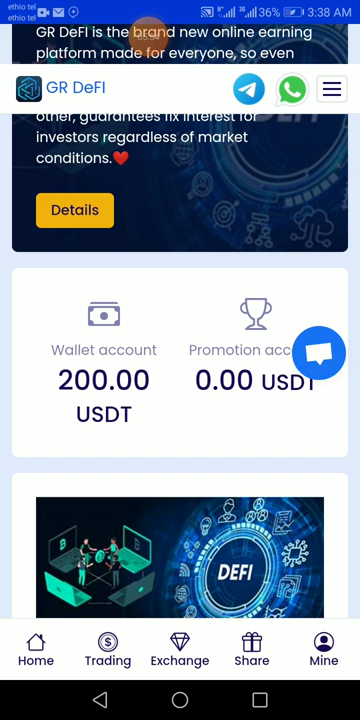 ethio tel
ethio tel
36%
3:38 AM
GR DeFI is the brand new online earning
platform made for everyone, so even
GR DeFI
other, guarantees fix interest for
investors regardless of market
conditions.❤️
Details
Wallet account
200.00
USDT
Promotion acc
0.00 USDT
DEFI
Home
Trading
Exchange
Share
Mine